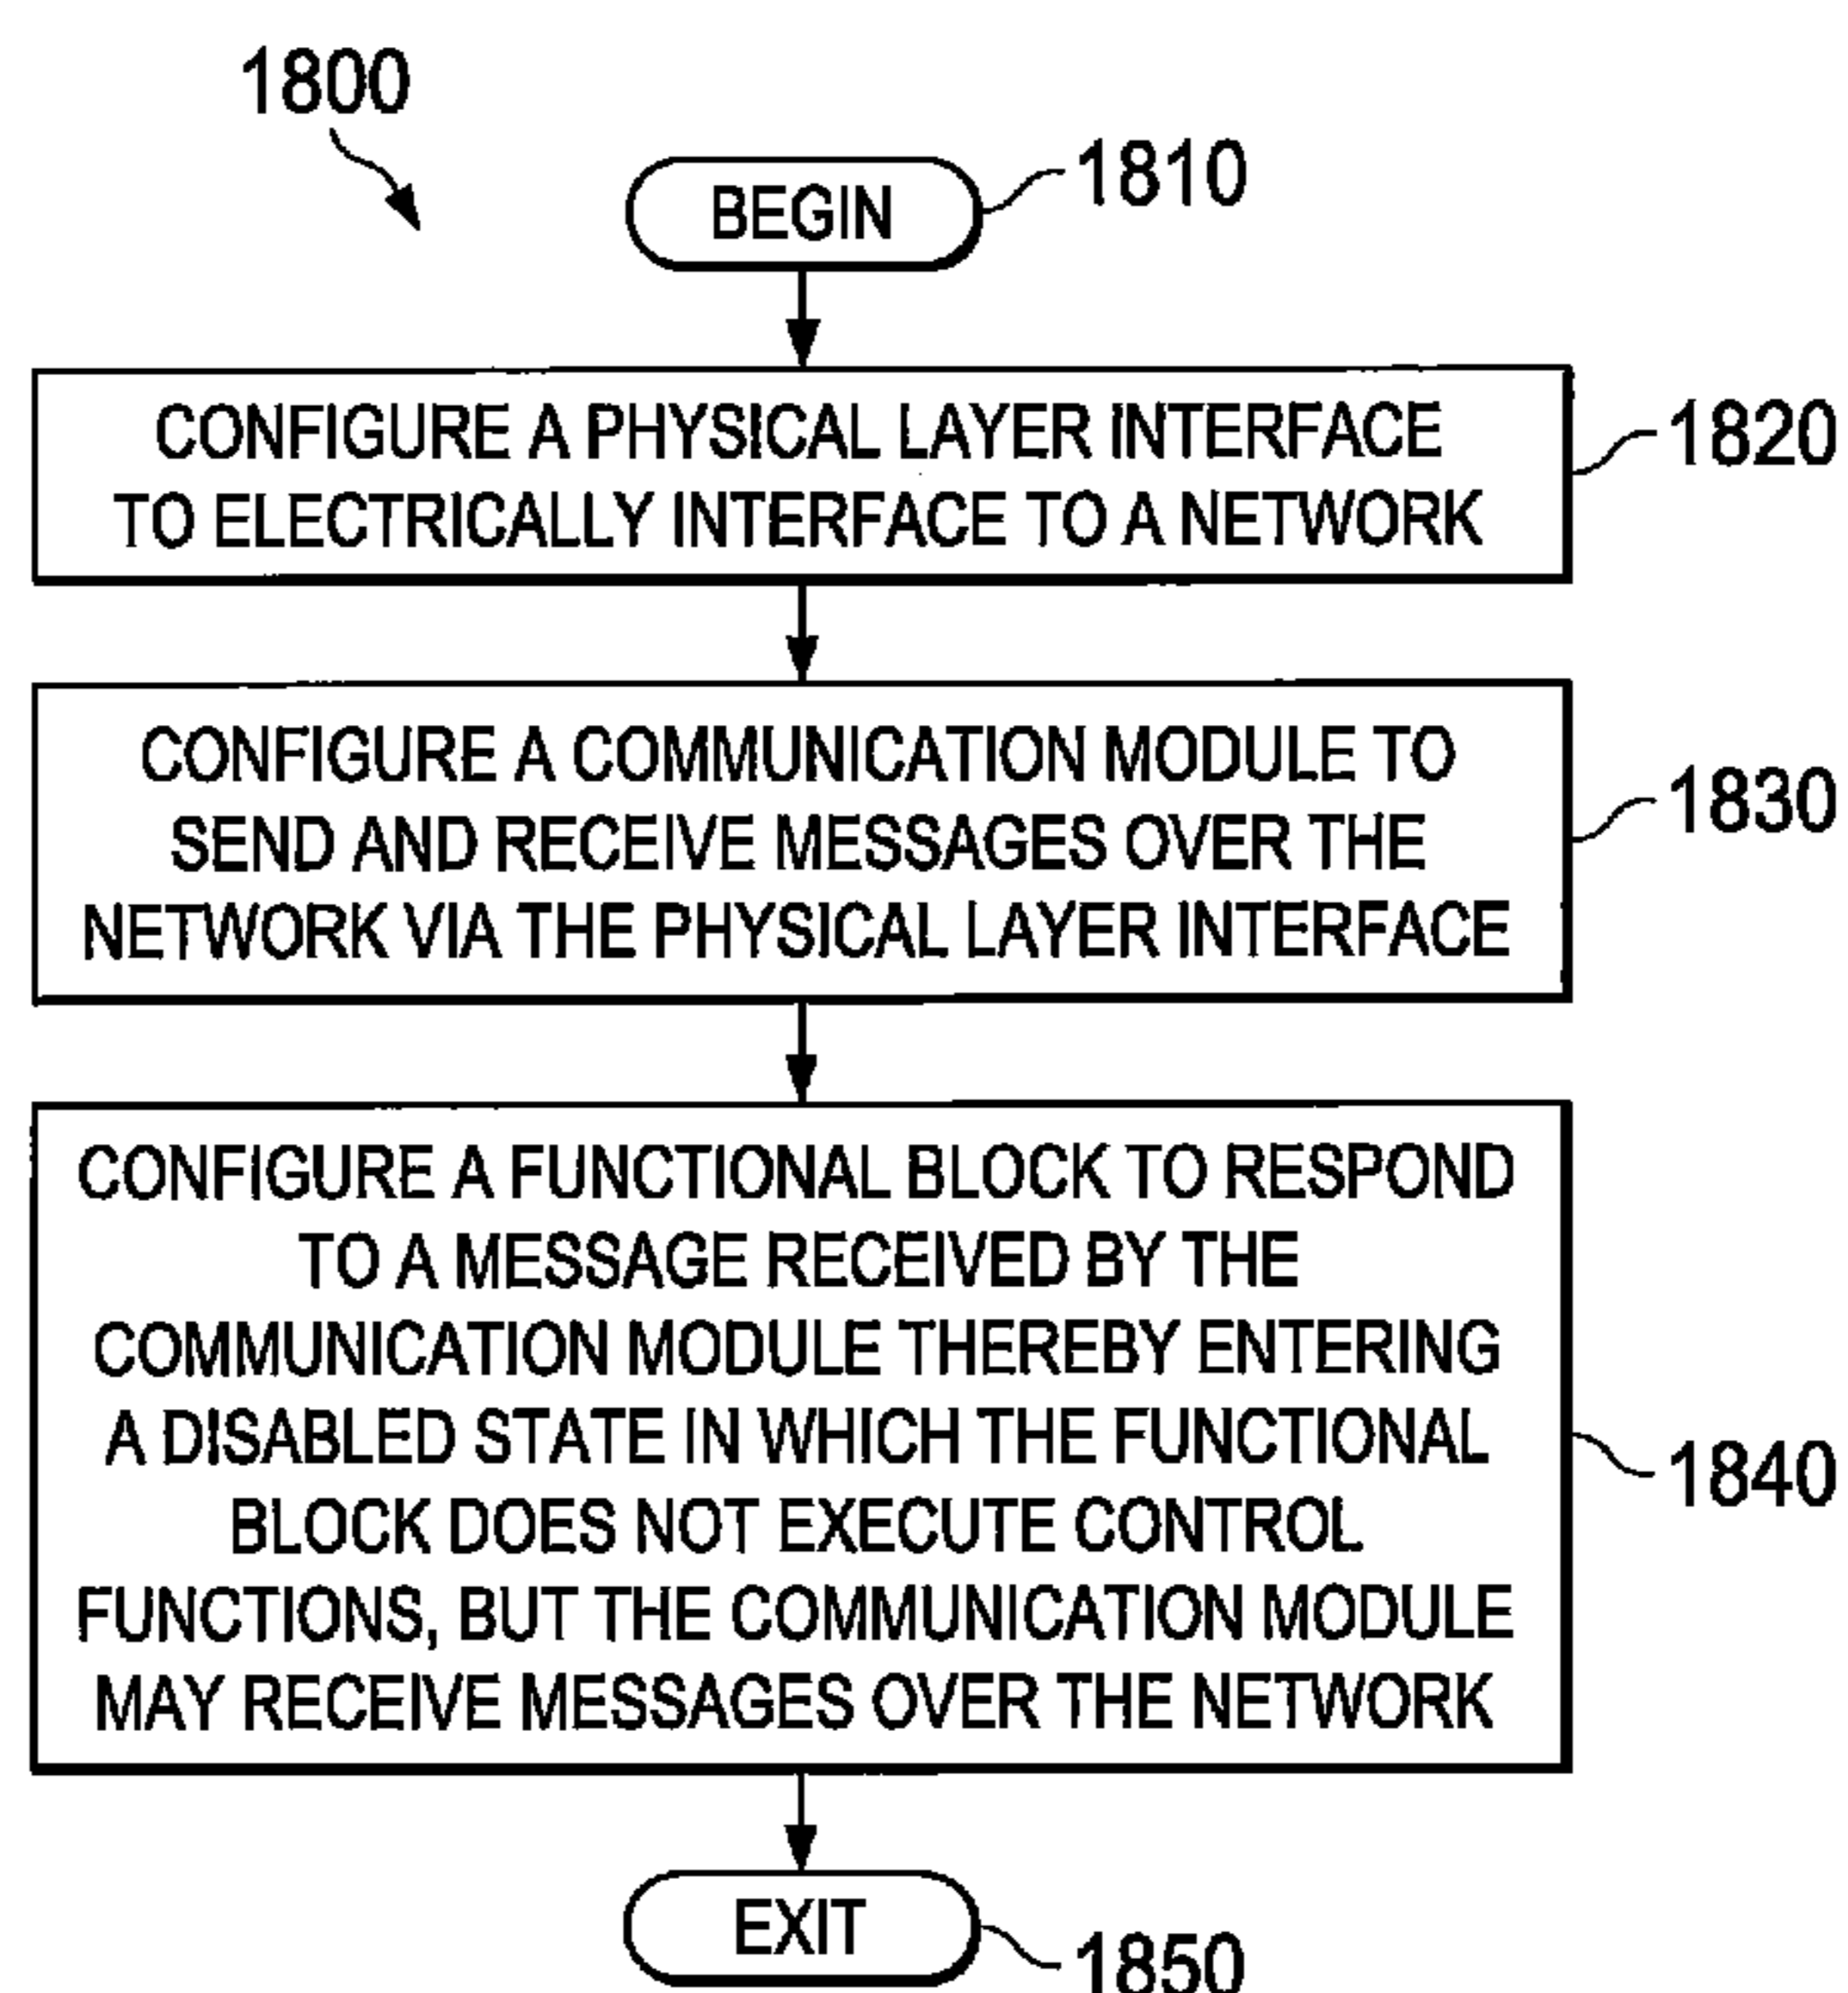 1800
BEGIN
1810
CONFIGURE A PHYSICAL LAYER INTERFACE
TO ELECTRICALLY INTERFACE TO A NETWORK
1820
CONFIGURE A COMMUNICATION MODULE TO
SEND AND RECEIVE MESSAGES OVER THE
NETWORK VIA THE PHYSICAL LAYER INTERFACE
1830
CONFIGURE A FUNCTIONAL BLOCK TO RESPOND
TO A MESSAGE RECEIVED BY THE
COMMUNICATION MODULE THEREBY ENTERING
A DISABLED STATE IN WHICH THE FUNCTIONAL
BLOCK DOES NOT EXECUTE CONTROL
FUNCTIONS, BUT THE COMMUNICATION MODULE
MAY RECEIVE MESSAGES OVER THE NETWORK
1840
EXIT
1850